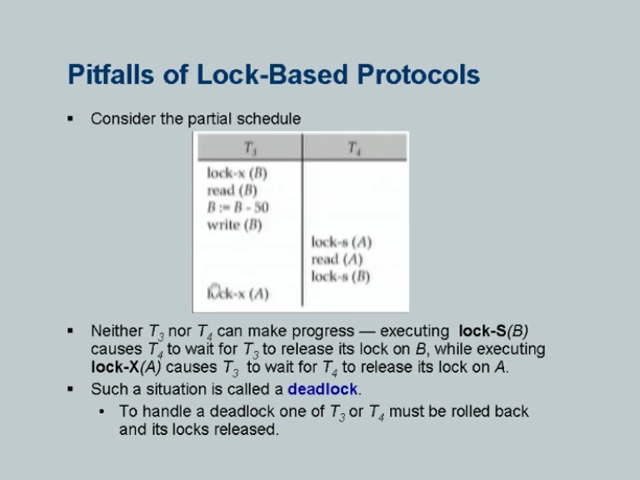 Pitfalls of Lock-Based Protocols
▪ Consider the partial schedule
T3 T4
lock-x (B)
read (B)
B := B - 50
write (B)
lock-s (A)
read (A)
lock-s (B)
lock-x (A)
▪ Neither T3 nor T4 can make progress — executing lock-S(B)
causes T4 to wait for T3 to release its lock on B, while executing
lock-X(A) causes T3 to wait for T4 to release its lock on A.
▪ Such a situation is called a deadlock.
• To handle a deadlock one of T3 or T4 must be rolled back
and its locks released.